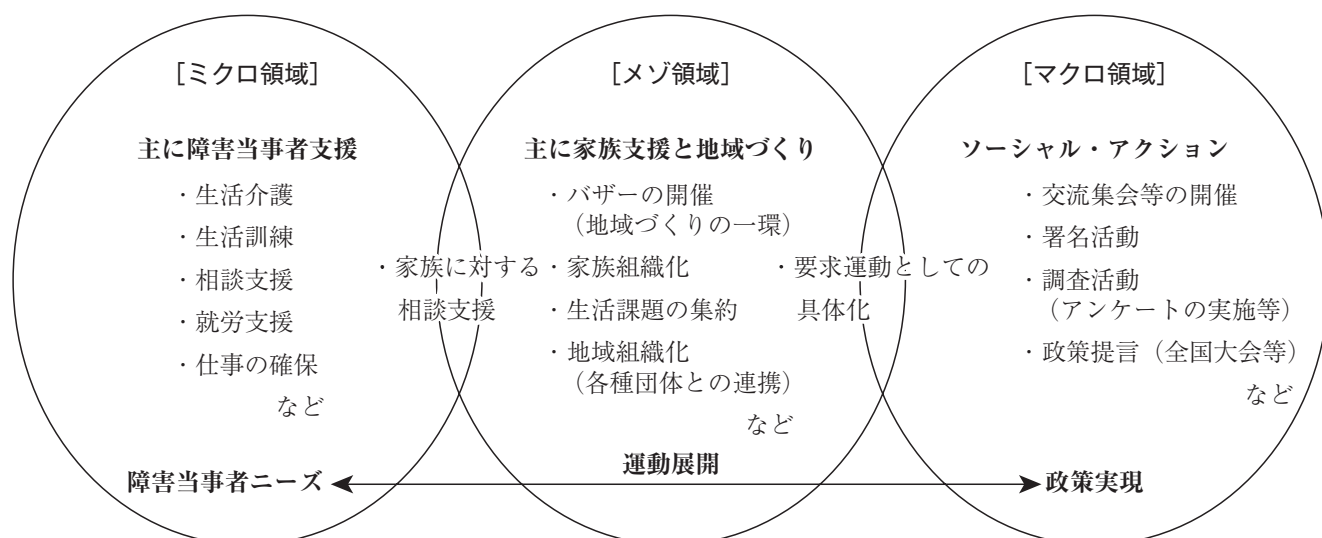 ［ミクロ領域］
主に障害当事者支援
・生活介護
・生活訓練
・相談支援
・就労支援
・仕事の確保
など
障害当事者ニーズ
・家族に対する
相談支援
［メゾ領域］
主に家族支援と地域づくり
・バザーの開催
（地域づくりの一環）
・家族組織化
・生活課題の集約
・地域組織化
（各種団体との連携）
など
運動展開
・要求運動としての
具体化
［マクロ領域］
ソーシャル・アクション
・交流集会等の開催
・署名活動
・調査活動
（アンケートの実施等）
・政策提言（全国大会等）
など
政策実現